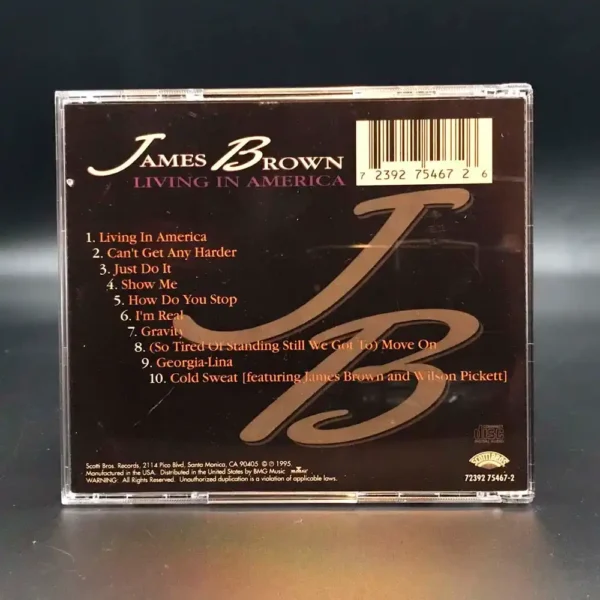 JAMES BROWN
LIVING IN AMERICA
7 2392 75467 2 6
JB
1. Living In America
2. Can't Get Any Harder
3. Just Do It
4. Show Me
5. How Do You Stop
6. I'm Real
7. Gravity
8. (So Tired Of Standing Still We Got To) Move On
9. Georgia-Lina
10. Cold Sweat [featuring James Brown and Wilson Pickett]
Scotti Bros. Records, 2114 Pico Blvd, Santa Monica, CA 90405 © ℗ 1995.
Manufactured in the USA. Distributed in the United States by BMG Music BMG
WARNING: All Rights Reserved. Unauthorized duplication is a violation of applicable laws.
disc
SCOTTI BROS
72392 75467-2